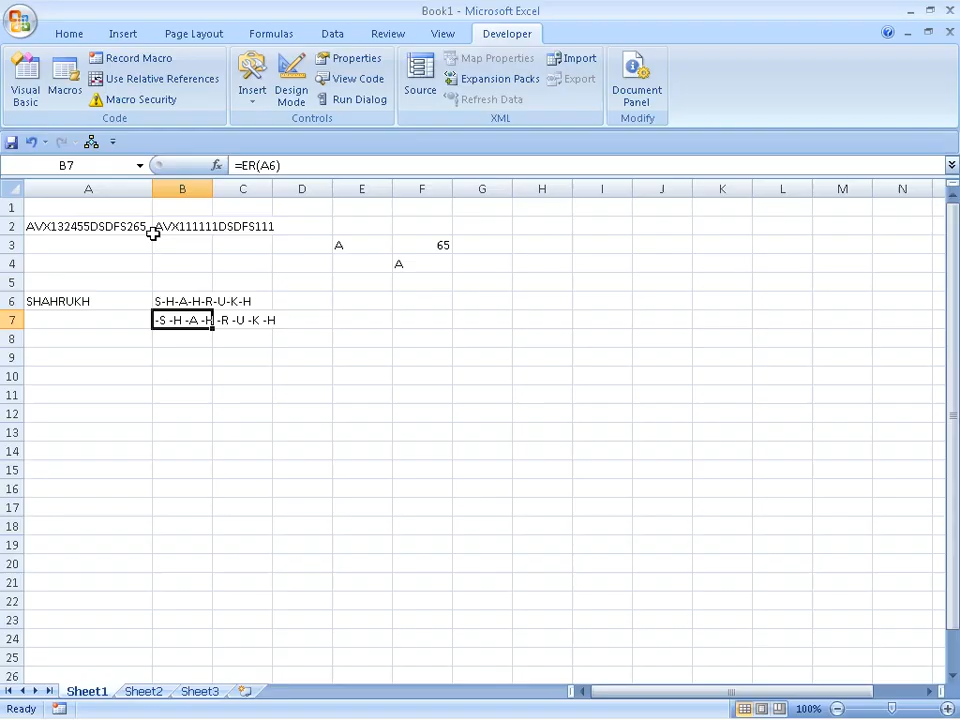 Book1 - Microsoft Excel
Home Insert Page Layout Formulas Data Review View Developer
Visual Basic
Macros
Record Macro
Use Relative References
Macro Security
Code
Insert
Design Mode
Properties
View Code
Run Dialog
Controls
Source
Map Properties
Expansion Packs
Refresh Data
Import
Export
XML
Document Panel
Modify
B7 fx =ER(A6)
A B C D E F G H I J K L M N
1
2 AVX132455DSDFS265 AVX111111DSDFS111
3 A 65
4 A
5
6 SHAHRUKH S-H-A-H-R-U-K-H
7 -S -H -A -H -R -U -K -H
8
9
10
11
12
13
14
15
16
17
18
19
20
21
22
23
24
25
26
Sheet1 Sheet2 Sheet3
Ready 100%